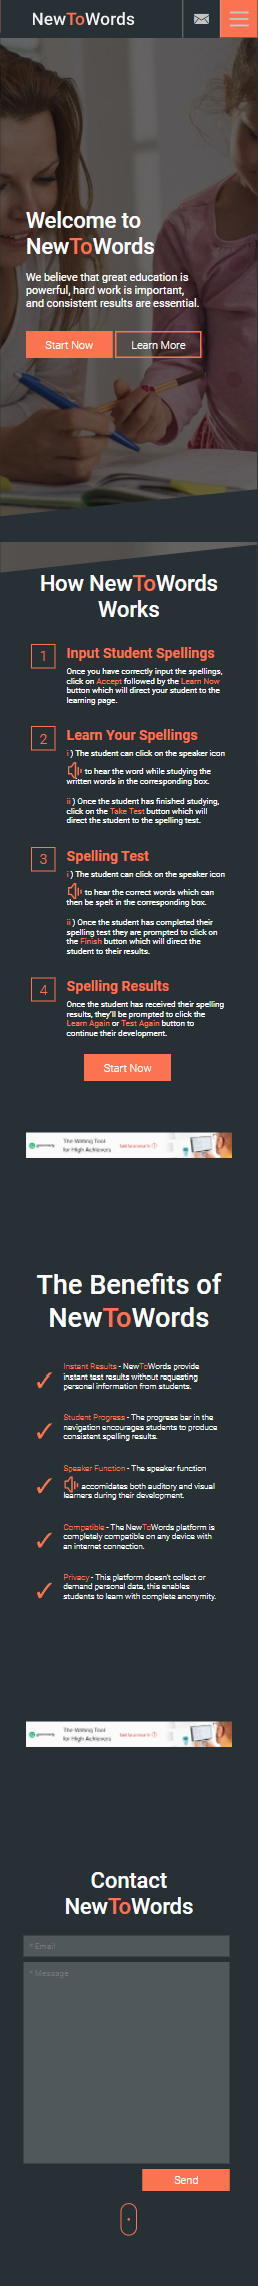 NewToWords
Welcome to
NewToWords
We believe that great education is
powerful, hard work is important,
and consistent results are essential.
Start Now
Learn More
How NewToWords
Works
1 Input Student Spellings
Once you have correctly input the spellings,
click on Accept followed by the Learn Now
button which will direct your student to the
learning page.
2 Learn Your Spellings
i ) The student can click on the speaker icon
to hear the word while studying the
written words in the corresponding box.
ii ) Once the student has finished studying,
click on the Take Test button which will
direct the student to the spelling test.
3 Spelling Test
i ) The student can click on the speaker icon
to hear the correct words which can
then be spelt in the corresponding box.
ii ) Once the student has completed their
spelling test they are prompted to click on
the Finish button which will direct the
student to their results.
4 Spelling Results
Once the student has received their spelling
results, they'll be prompted to click the
Learn Again or Test Again button to
continue their development.
Start Now
The Writing Tool
for High Achievers
The Benefits of
NewToWords
Instant Results - NewToWords provide
instant test results without requesting
personal information from students.
Student Progress - The progress bar in the
navigation encourages students to produce
consistent spelling results.
Speaker Function - The speaker function
accomidates both auditory and visual
learners during their development.
Compatible - The NewToWords platform is
completely compatible on any device with
an internet connection.
Privacy - This platform doesn't collect or
demand personal data, this enables
students to learn with complete anonymity.
The Writing Tool
for High Achievers
Contact
NewToWords
* Email
* Message
Send